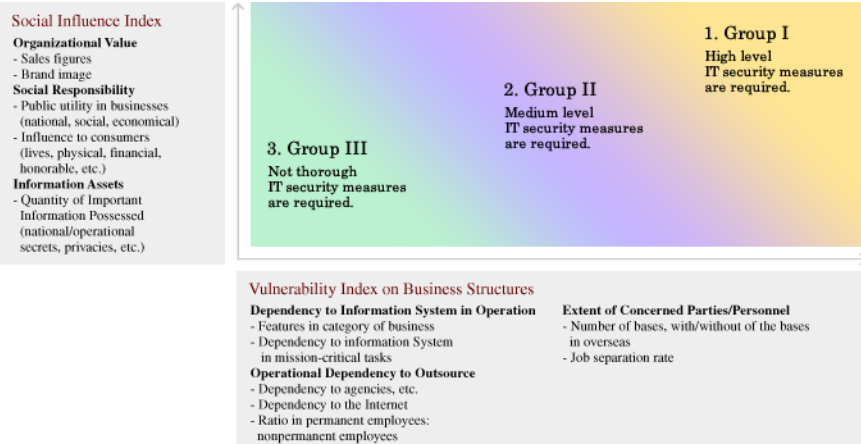 Social Influence Index
Organizational Value
- Sales figures
- Brand image
Social Responsibility
- Public utility in businesses
(national, social, economical)
- Influence to consumers
(lives, physical, financial,
honorable, etc.)
Information Assets
- Quantity of Important
Information Possessed
(national/operational
secrets, privacies, etc.)
1. Group I
High level
IT security measures
are required.
2. Group II
Medium level
IT security measures
are required.
3. Group III
Not thorough
IT security measures
are required.
Vulnerability Index on Business Structures
Dependency to Information System in Operation
- Features in category of business
- Dependency to information System
in mission-critical tasks
Operational Dependency to Outsource
- Dependency to agencies, etc.
- Dependency to the Internet
- Ratio in permanent employees:
nonpermanent employees
Extent of Concerned Parties/Personnel
- Number of bases, with/without of the bases
in overseas
- Job separation rate